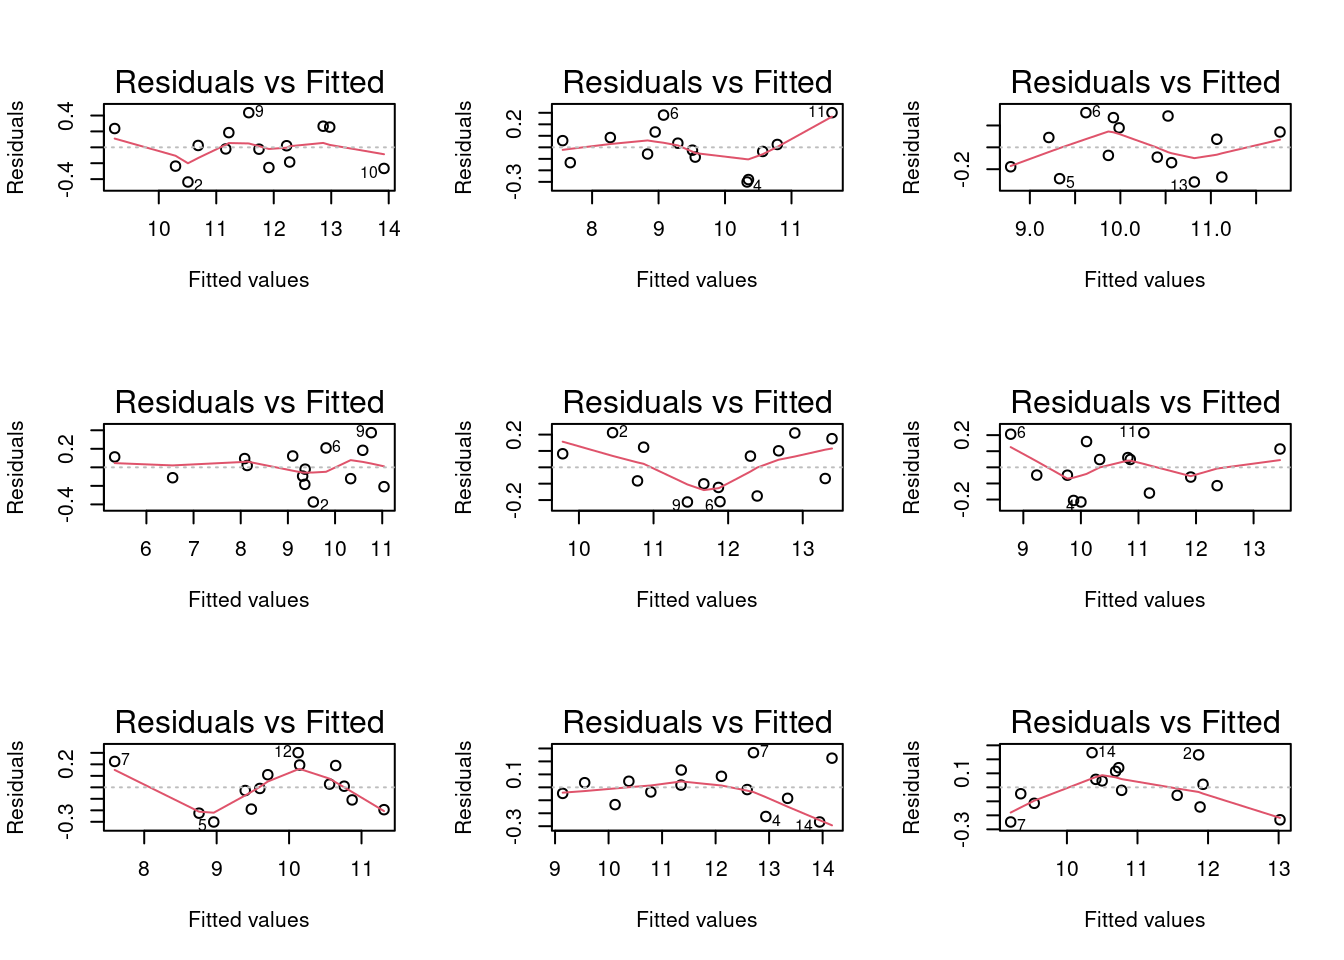 Residuals vs Fitted
Residuals
0.4
-0.4
9
2
10
10 11 12 13 14
Fitted values
Residuals vs Fitted
Residuals
0.2
-0.3
6
11
4
8 9 10 11
Fitted values
Residuals vs Fitted
Residuals
-0.2
6
5
13
9.0 10.0 11.0
Fitted values
Residuals vs Fitted
Residuals
0.2
-0.4
9
6
2
6 7 8 9 10 11
Fitted values
Residuals vs Fitted
Residuals
0.2
-0.2
2
9
6
10 11 12 13
Fitted values
Residuals vs Fitted
Residuals
0.2
-0.2
6
11
4
9 10 11 12 13
Fitted values
Residuals vs Fitted
Residuals
0.2
-0.3
7
12
5
8 9 10 11
Fitted values
Residuals vs Fitted
Residuals
0.1
-0.3
7
4
14
9 10 11 12 13 14
Fitted values
Residuals vs Fitted
Residuals
0.1
-0.3
14
2
7
10 11 12 13
Fitted values